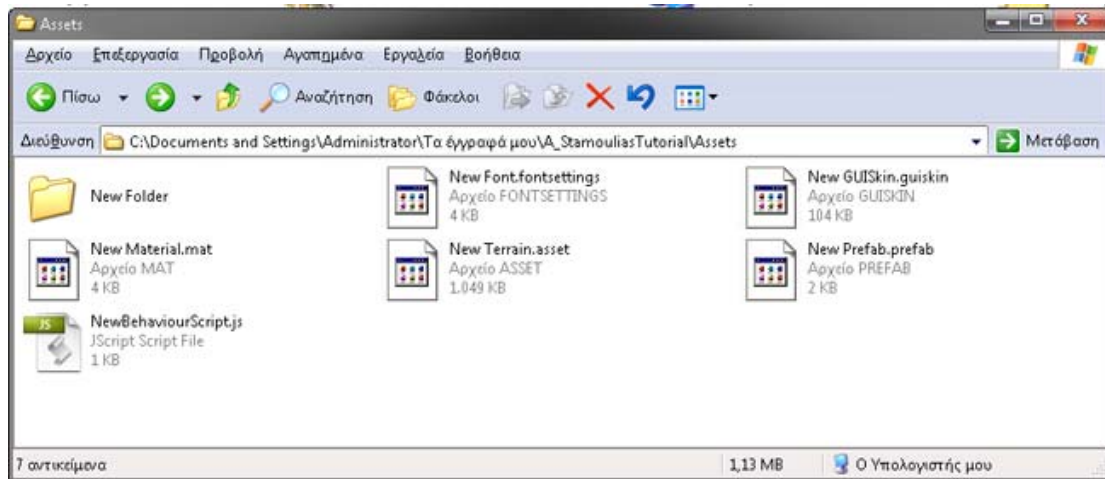 Assets
Αρχείο Επεξεργασία Προβολή Αγαπημένα Εργαλεία Βοήθεια
Πίσω Αναζήτηση Φάκελοι
Διεύθυνση C:\Documents and Settings\Administrator\Τα έγγραφά μου\A_StamouliasTutorial\Assets Μετάβαση
New Folder
New Font.fontsettings
Αρχείο FONTSETTINGS
4 KB
New GUISkin.guiskin
Αρχείο GUISKIN
104 KB
New Material.mat
Αρχείο MAT
4 KB
New Terrain.asset
Αρχείο ASSET
1.049 KB
New Prefab.prefab
Αρχείο PREFAB
2 KB
JS
NewBehaviourScript.js
JScript Script File
1 KB
7 αντικείμενα 1,13 MB Ο Υπολογιστής μου